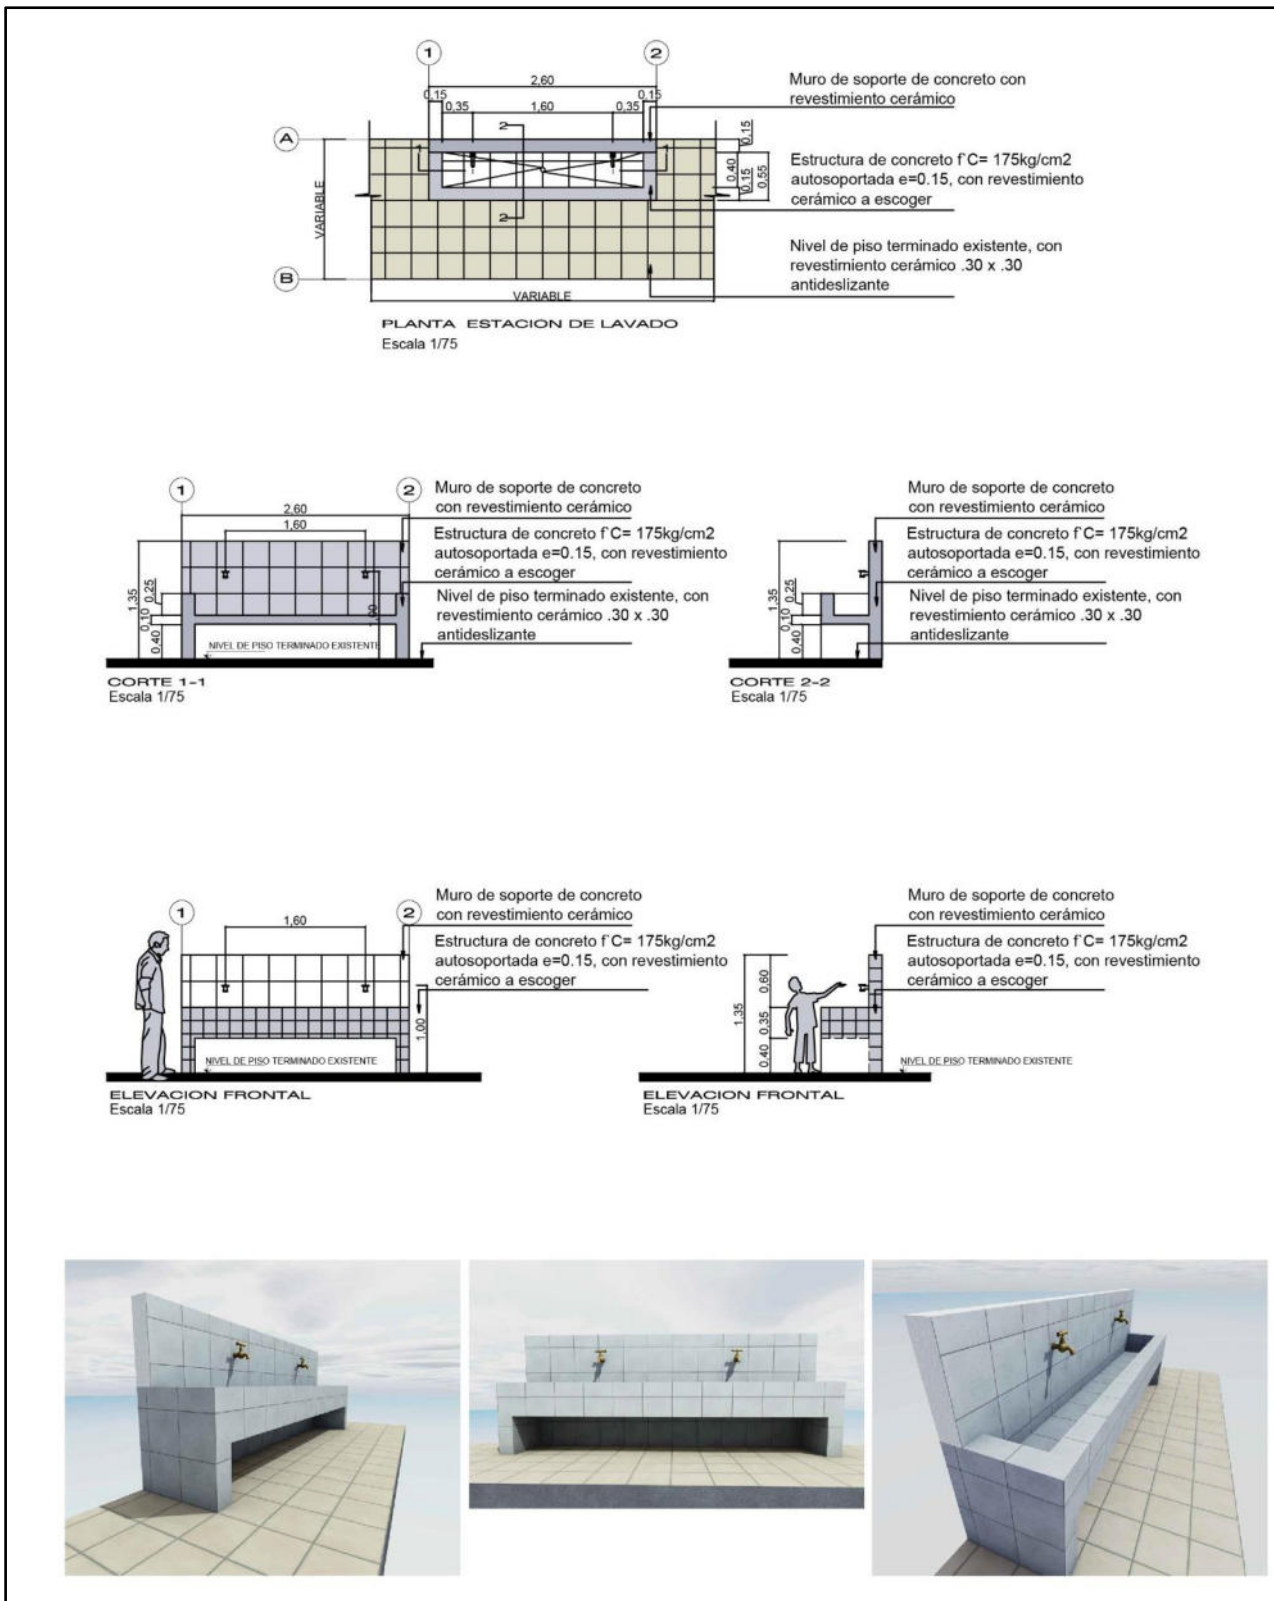 1
2
2,60
0,15
0,15
0,35
1,60
0,35
Muro de soporte de concreto con
revestimiento cerámico
A
2
0,15
1
1
0,40
0,15
0,55
Estructura de concreto f`C= 175kg/cm2
autosoportada e=0.15, con revestimiento
cerámico a escoger
VARIABLE
2
Nivel de piso terminado existente, con
revestimiento cerámico .30 x .30
antideslizante
B
VARIABLE
PLANTA ESTACION DE LAVADO
Escala 1/75
1
2
2,60
1,60
Muro de soporte de concreto
con revestimiento cerámico
Estructura de concreto f`C= 175kg/cm2
autosoportada e=0.15, con revestimiento
cerámico a escoger
Nivel de piso terminado existente, con
revestimiento cerámico .30 x .30
antideslizante
1,35
0,25
0,10
0,40
1,00
NIVEL DE PISO TERMINADO EXISTENTE
CORTE 1-1
Escala 1/75
Muro de soporte de concreto
con revestimiento cerámico
Estructura de concreto f`C= 175kg/cm2
autosoportada e=0.15, con revestimiento
cerámico a escoger
Nivel de piso terminado existente, con
revestimiento cerámico .30 x .30
antideslizante
1,35
0,25
0,10
0,40
CORTE 2-2
Escala 1/75
1
2
1,60
Muro de soporte de concreto
con revestimiento cerámico
Estructura de concreto f`C= 175kg/cm2
autosoportada e=0.15, con revestimiento
cerámico a escoger
1,00
NIVEL DE PISO TERMINADO EXISTENTE
ELEVACION FRONTAL
Escala 1/75
Muro de soporte de concreto
con revestimiento cerámico
Estructura de concreto f`C= 175kg/cm2
autosoportada e=0.15, con revestimiento
cerámico a escoger
1,35
0,60
0,35
0,40
NIVEL DE PISO TERMINADO EXISTENTE
ELEVACION FRONTAL
Escala 1/75